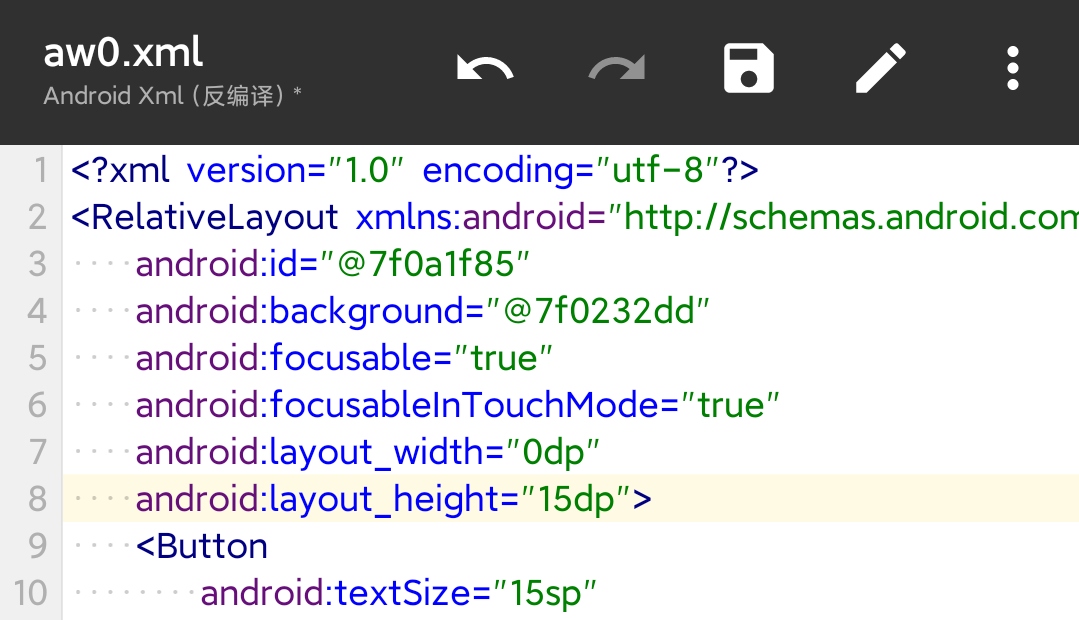 aw0.xml
Android Xml (反编译) *
1 <?xml version="1.0" encoding="utf-8"?>
2 <RelativeLayout xmlns:android="http://schemas.android.com
3 ····android:id="@7f0a1f85"
4 ····android:background="@7f0232dd"
5 ····android:focusable="true"
6 ····android:focusableInTouchMode="true"
7 ····android:layout_width="0dp"
8 ····android:layout_height="15dp">
9 ····<Button
10 ········android:textSize="15sp"